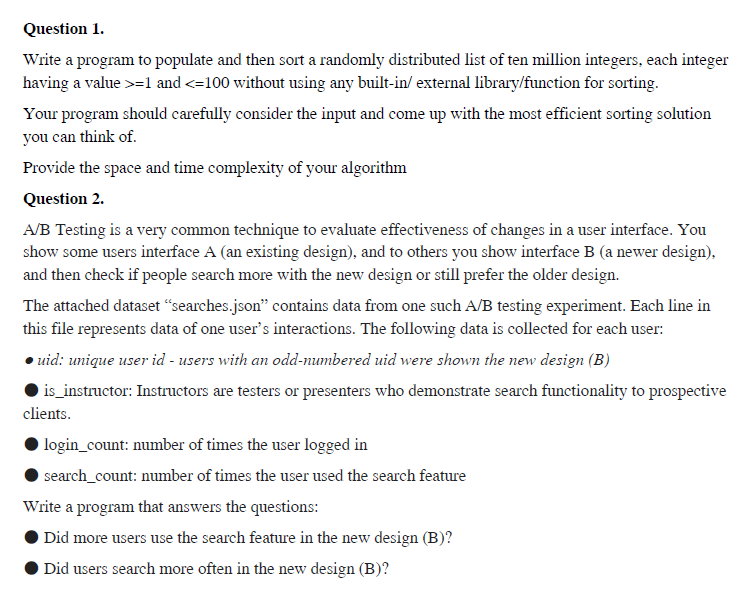 Question 1.
Write a program to populate and then sort a randomly distributed list of ten million integers, each integer
having a value >=1 and <=100 without using any built-in/ external library/function for sorting.
Your program should carefully consider the input and come up with the most efficient sorting solution
you can think of.
Provide the space and time complexity of your algorithm
Question 2.
A/B Testing is a very common technique to evaluate effectiveness of changes in a user interface. You
show some users interface A (an existing design), and to others you show interface B (a newer design),
and then check if people search more with the new design or still prefer the older design.
The attached dataset “searches.json” contains data from one such A/B testing experiment. Each line in
this file represents data of one user’s interactions. The following data is collected for each user:
● uid: unique user id - users with an odd-numbered uid were shown the new design (B)
● is_instructor: Instructors are testers or presenters who demonstrate search functionality to prospective
clients.
● login_count: number of times the user logged in
● search_count: number of times the user used the search feature
Write a program that answers the questions:
● Did more users use the search feature in the new design (B)?
● Did users search more often in the new design (B)?